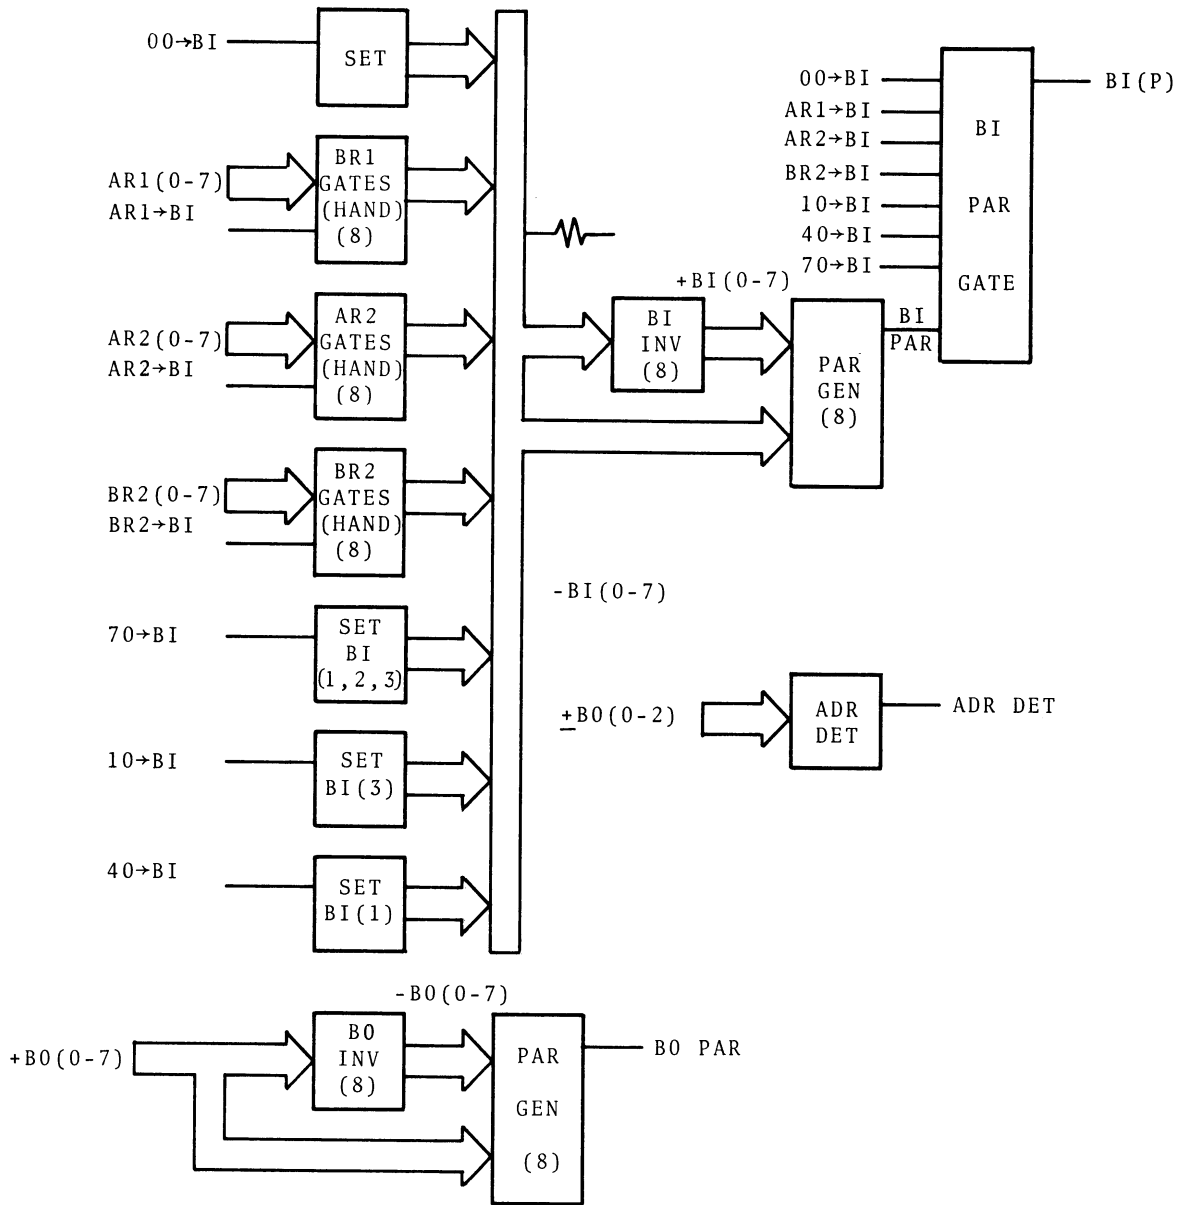 00→BI
SET
AR1(0-7)
AR1→BI
BR1
GATES
(HAND)
(8)
AR2(0-7)
AR2→BI
AR2
GATES
(HAND)
(8)
BR2(0-7)
BR2→BI
BR2
GATES
(HAND)
(8)
70→BI
SET
BI
(1,2,3)
10→BI
SET
BI(3)
40→BI
SET
BI(1)
00→BI
AR1→BI
AR2→BI
BR2→BI
10→BI
40→BI
70→BI
BI
PAR
GATE
BI(P)
+BI(0-7)
BI
INV
(8)
PAR
GEN
(8)
BI
PAR
-BI(0-7)
±BO(0-2)
ADR
DET
ADR DET
-BO(0-7)
+BO(0-7)
BO
INV
(8)
PAR
GEN
(8)
BO PAR